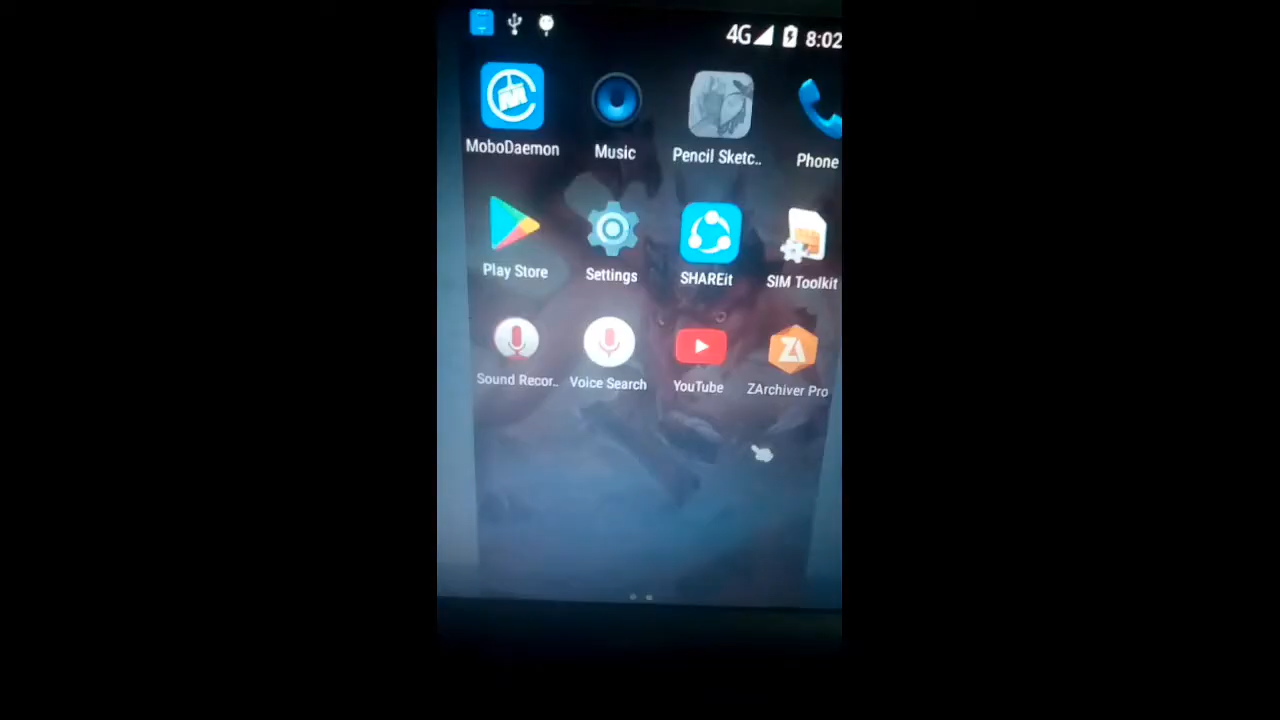 4G 8:02
MoboDaemon Music Pencil Sketc.. Phone
Play Store Settings SHAREit SIM Toolkit
Sound Recor.. Voice Search YouTube ZArchiver Pro